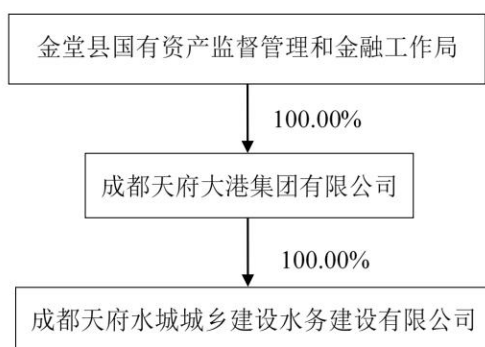 金堂县国有资产监督管理和金融工作局
100.00%
成都天府大港集团有限公司
100.00%
成都天府水城城乡建设水务建设有限公司